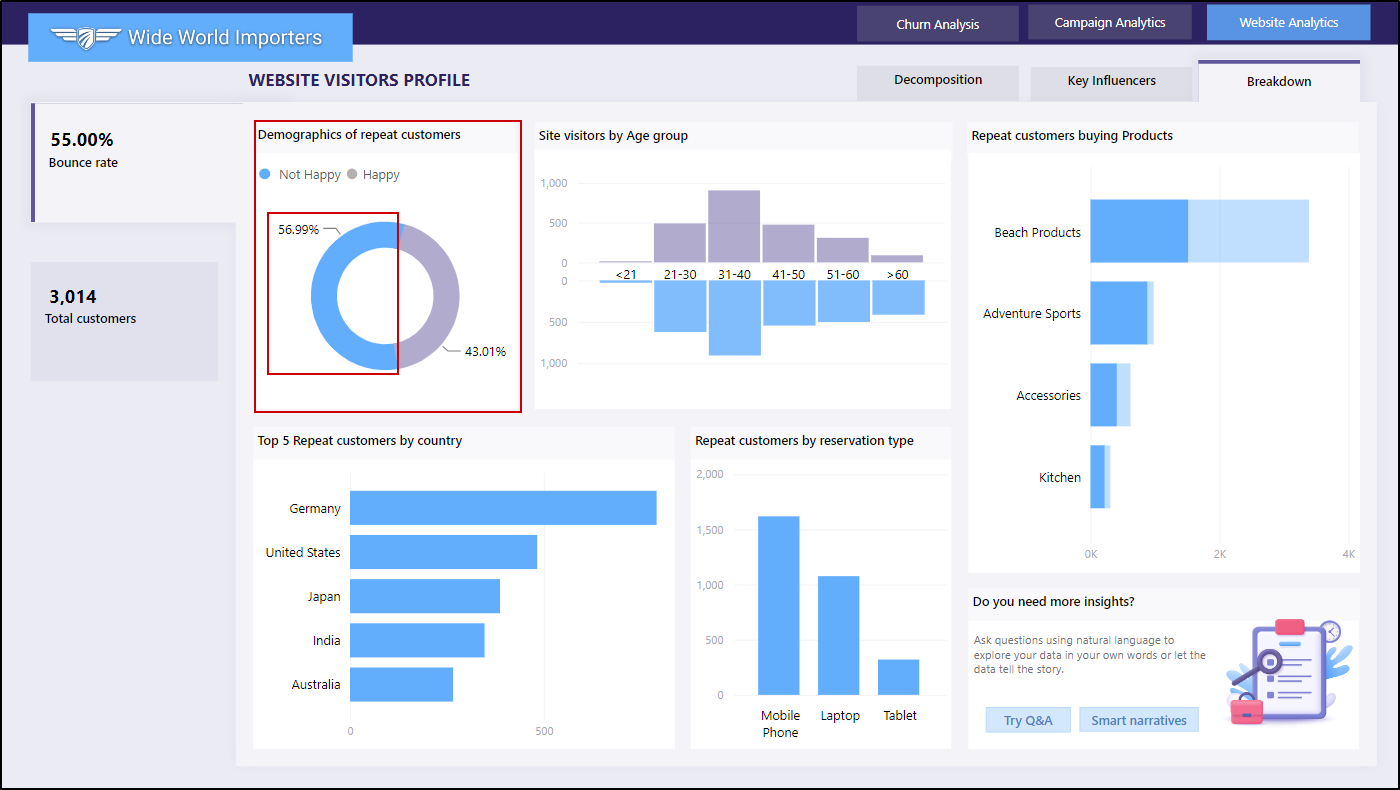 Wide World Importers
Churn Analysis
Campaign Analytics
Website Analytics
WEBSITE VISITORS PROFILE
Decomposition
Key Influencers
Breakdown
55.00%
Bounce rate
3,014
Total customers
Demographics of repeat customers
Not Happy
Happy
56.99%
43.01%
Site visitors by Age group
1,000
500
0
<21
21-30
31-40
41-50
51-60
>60
0
500
1,000
Repeat customers buying Products
Beach Products
Adventure Sports
Accessories
Kitchen
0K
2K
4K
Top 5 Repeat customers by country
Germany
United States
Japan
India
Australia
0
500
Repeat customers by reservation type
2,000
1,500
1,000
500
0
Mobile
Phone
Laptop
Tablet
Do you need more insights?
Ask questions using natural language to
explore your data in your own words or let the
data tell the story.
Try Q&A
Smart narratives